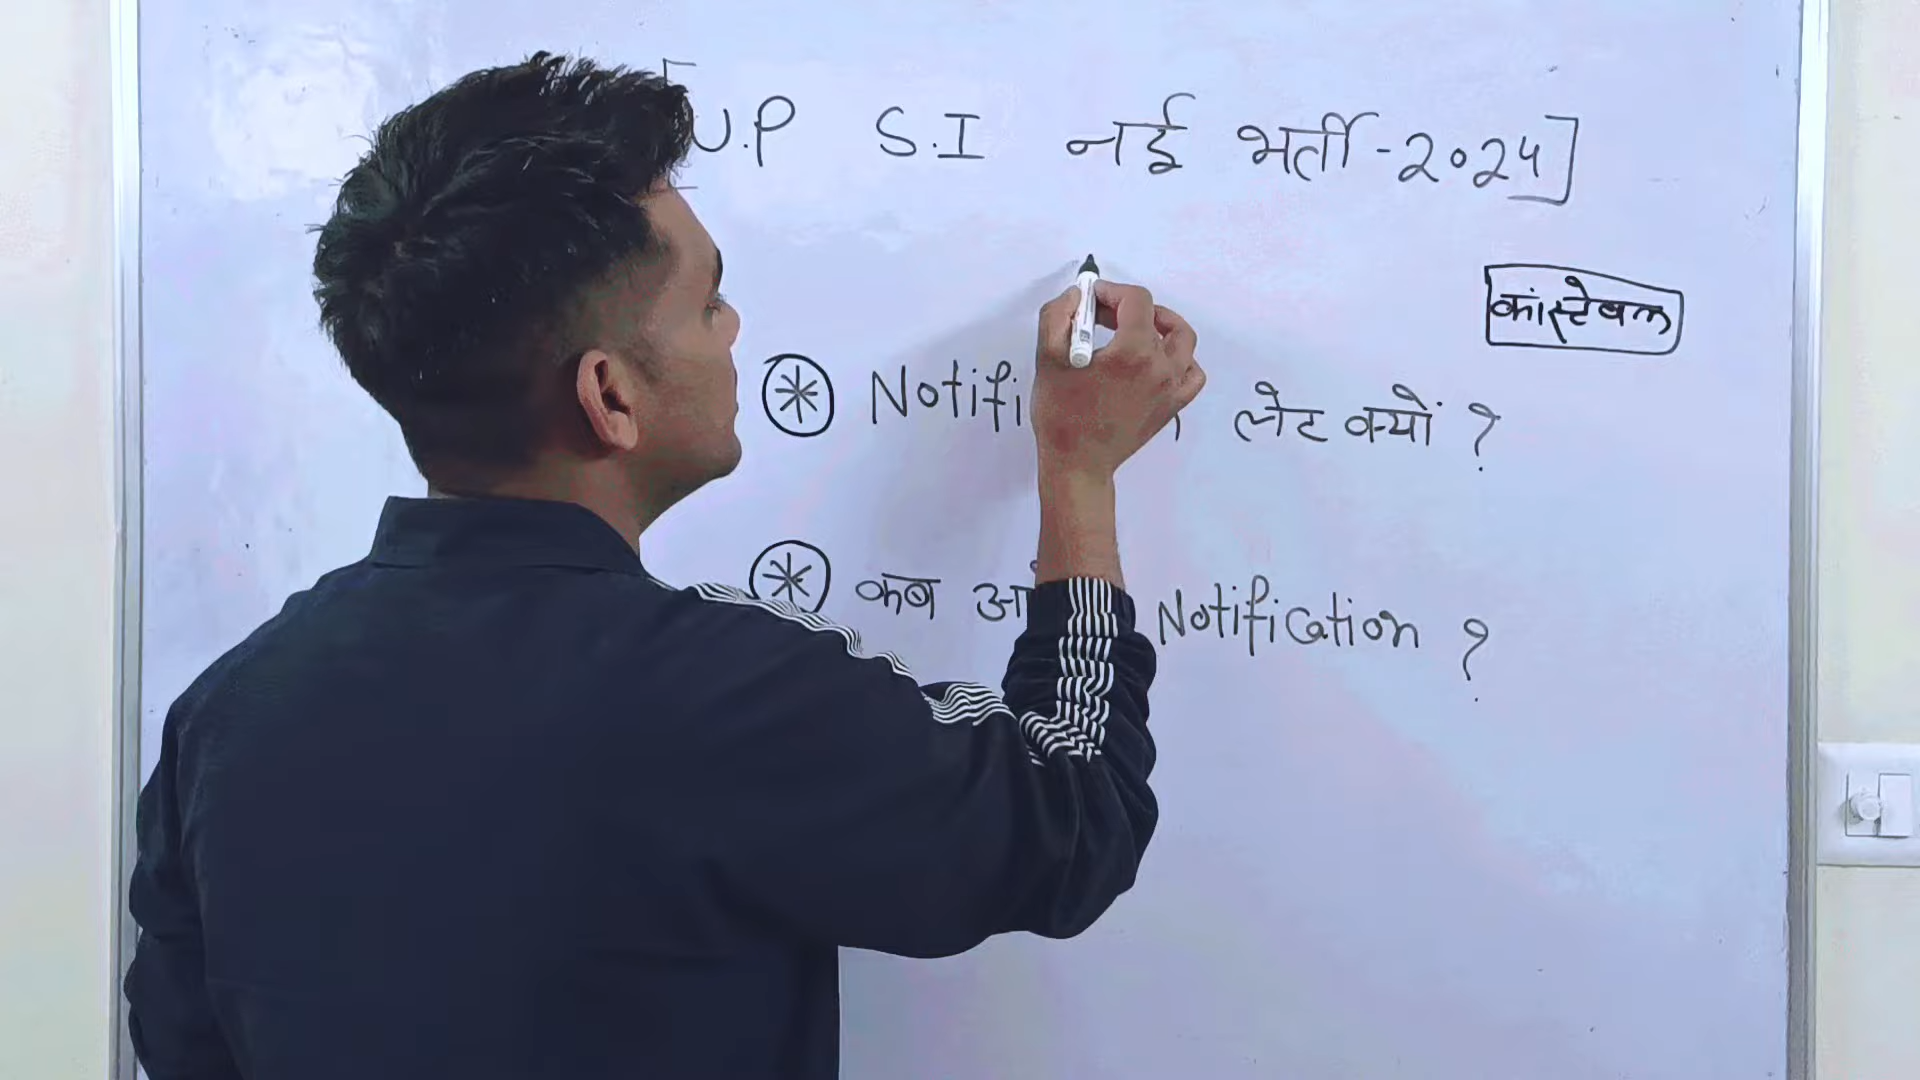 [U.P S.I नई भर्ती-2024]
कांस्टेबल
Notifi लेट क्यों ?
कब Notification ?